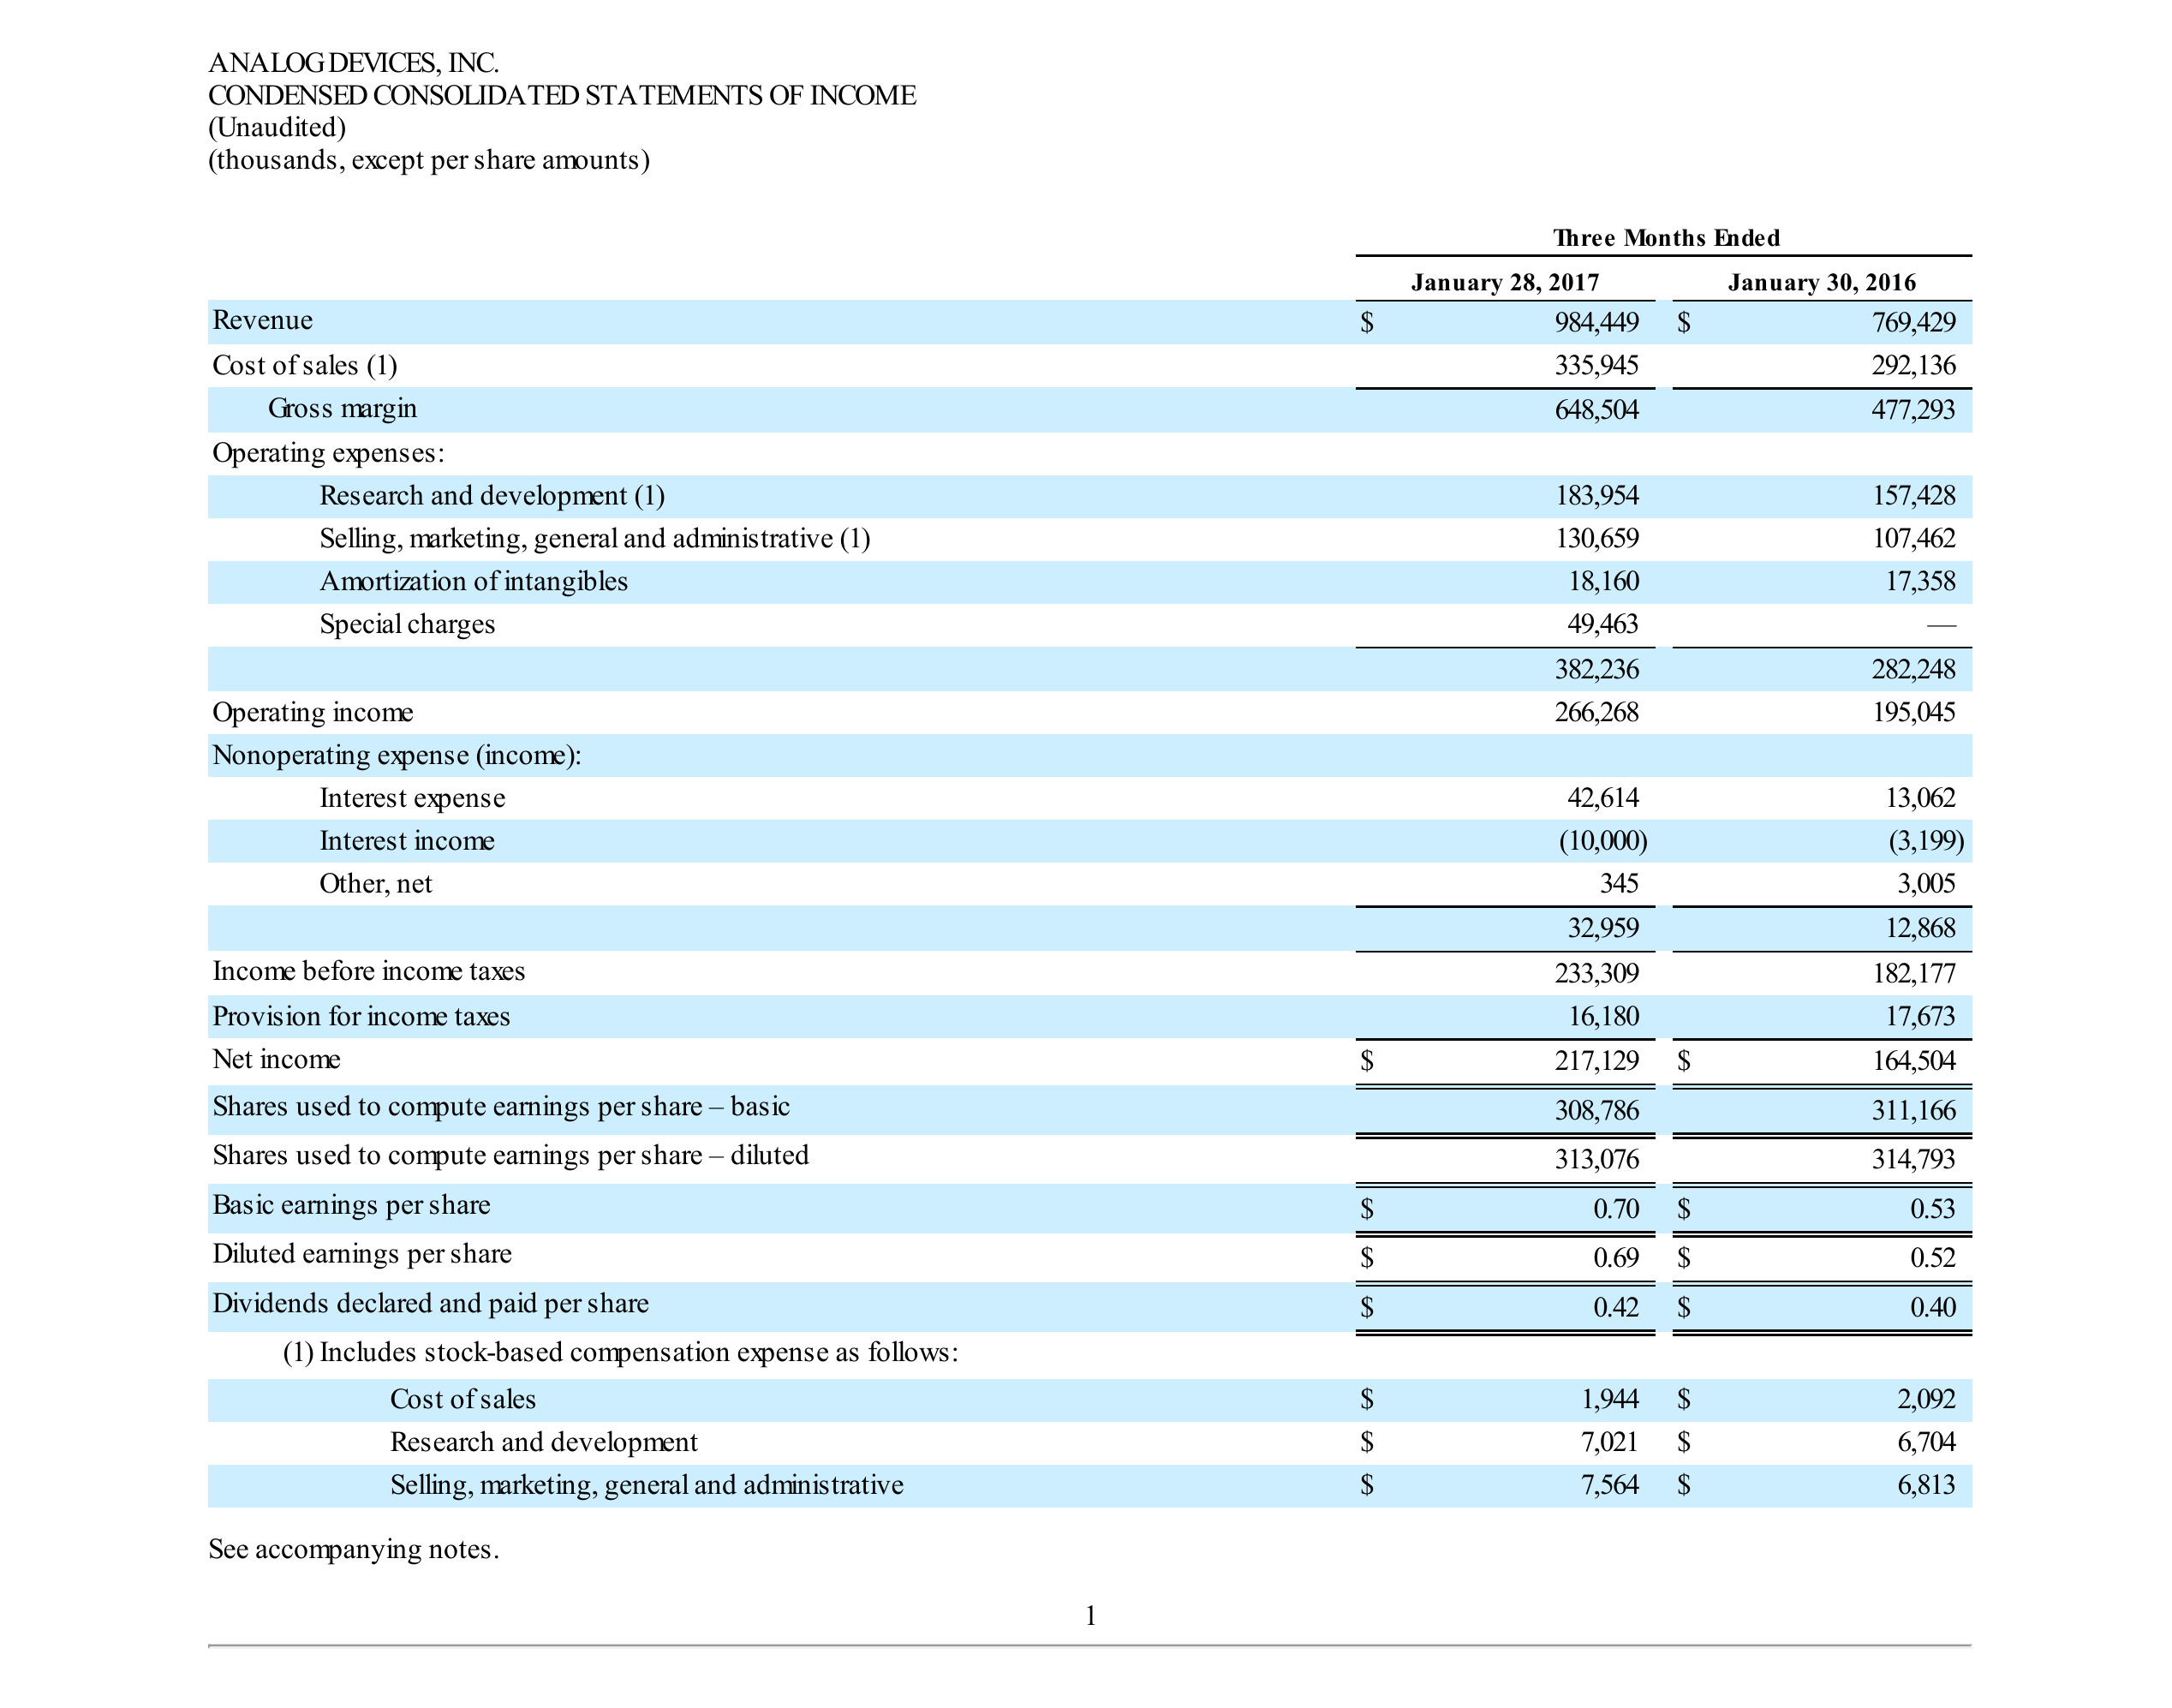 ANALOG DEVICES, INC.
CONDENSED CONSOLIDATED STATEMENTS OF INCOME
(Unaudited)
(thousands, except per share amounts)
Three Months Ended
January 28, 2017 January 30, 2016
Revenue $ 984,449 $ 769,429
Cost of sales (1) 335,945 292,136
Gross margin 648,504 477,293
Operating expenses:
Research and development (1) 183,954 157,428
Selling, marketing, general and administrative (1) 130,659 107,462
Amortization of intangibles 18,160 17,358
Special charges 49,463 —
382,236 282,248
Operating income 266,268 195,045
Nonoperating expense (income):
Interest expense 42,614 13,062
Interest income (10,000) (3,199)
Other, net 345 3,005
32,959 12,868
Income before income taxes 233,309 182,177
Provision for income taxes 16,180 17,673
Net income $ 217,129 $ 164,504
Shares used to compute earnings per share – basic 308,786 311,166
Shares used to compute earnings per share – diluted 313,076 314,793
Basic earnings per share $ 0.70 $ 0.53
Diluted earnings per share $ 0.69 $ 0.52
Dividends declared and paid per share $ 0.42 $ 0.40
(1) Includes stock-based compensation expense as follows:
Cost of sales $ 1,944 $ 2,092
Research and development $ 7,021 $ 6,704
Selling, marketing, general and administrative $ 7,564 $ 6,813
See accompanying notes.
1